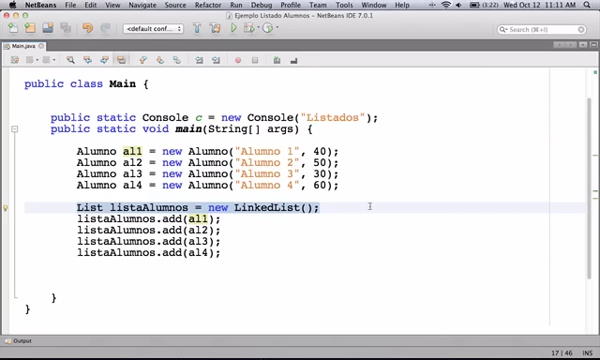 NetBeans File Edit View Navigate Source Refactor Run Debug Profile Team Tools Window (3:22) Wed Oct 12 11:11 AM
Ejemplo Listado Alumnos - NetBeans IDE 7.0.1
<default conf... Search (⌘+I)
Main.java
public class Main {
public static Console c = new Console("Listados");
public static void main(String[] args) {
Alumno al1 = new Alumno("Alumno 1", 40);
Alumno al2 = new Alumno("Alumno 2", 50);
Alumno al3 = new Alumno("Alumno 3", 30);
Alumno al4 = new Alumno("Alumno 4", 60);
List listaAlumnos = new LinkedList();
listaAlumnos.add(al1);
listaAlumnos.add(al2);
listaAlumnos.add(al3);
listaAlumnos.add(al4);
}
}
Output
17 | 46 INS